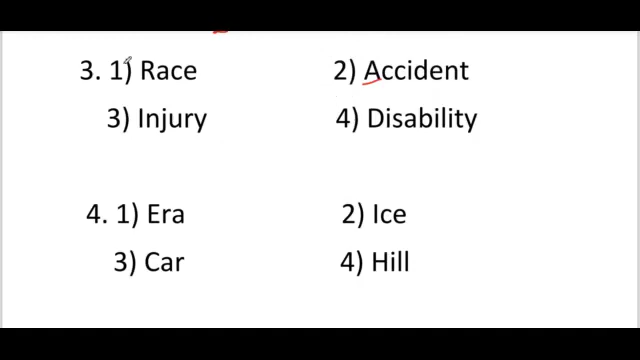 3. 1) Race 2) Accident
3) Injury 4) Disability
4. 1) Era 2) Ice
3) Car 4) Hill